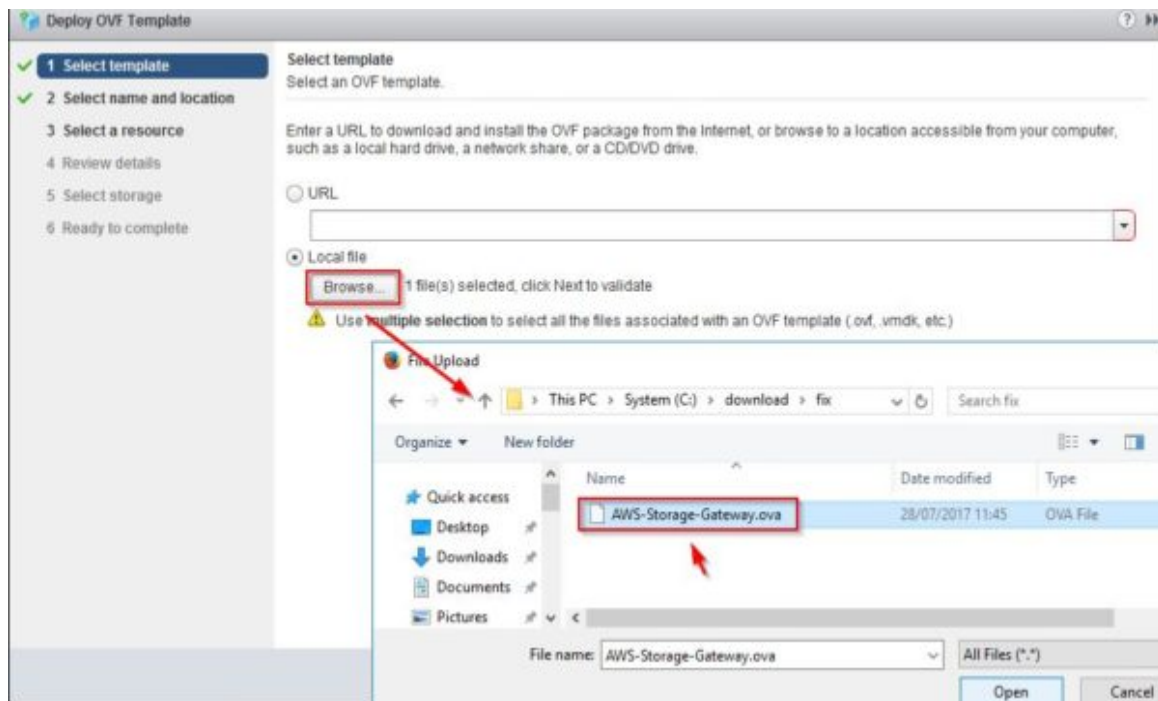 Deploy OVF Template
1 Select template
2 Select name and location
3 Select a resource
4 Review details
5 Select storage
6 Ready to complete
Select template
Select an OVF template.
Enter a URL to download and install the OVF package from the Internet, or browse to a location accessible from your computer,
such as a local hard drive, a network share, or a CD/DVD drive.
URL
Local file
Browse... 1 file(s) selected, click Next to validate
Use multiple selection to select all the files associated with an OVF template (.ovf, .vmdk, etc.)
File Upload
This PC > System (C:) > download > fix
Search fix
Organize New folder
Name Date modified Type
Quick access
Desktop
Downloads
Documents
Pictures
AWS-Storage-Gateway.ova 28/07/2017 11:45 OVA File
File name: AWS-Storage-Gateway.ova All Files (*.*)
Open Cancel